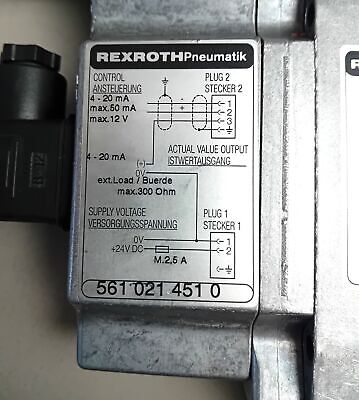 REXROTHPneumatik
CONTROL PLUG 2
ANSTEUERUNG STECKER 2
4 - 20 mA 1
max.50 mA 2
max.12 V 3
ACTUAL VALUE OUTPUT
4 - 20 mA ISTWERTAUSGANG
(+)
ext.Load / Buerde 0V
max.300 Ohm
SUPPLY VOLTAGE PLUG 1
VERSORGUNGSSPANNUNG STECKER 1
0V 1
+24V DC 2
M.2,5 A
561 021 451 0
R